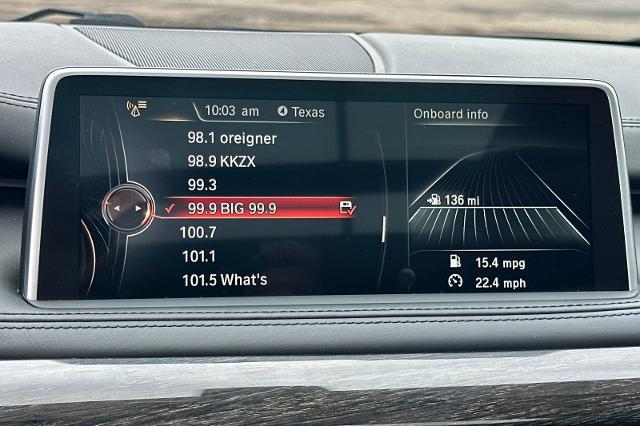 10:03 am Texas
Onboard info
98.1 oreigner
98.9 KKZX
99.3
99.9 BIG 99.9
100.7
101.1
101.5 What's
136 mi
15.4 mpg
22.4 mph